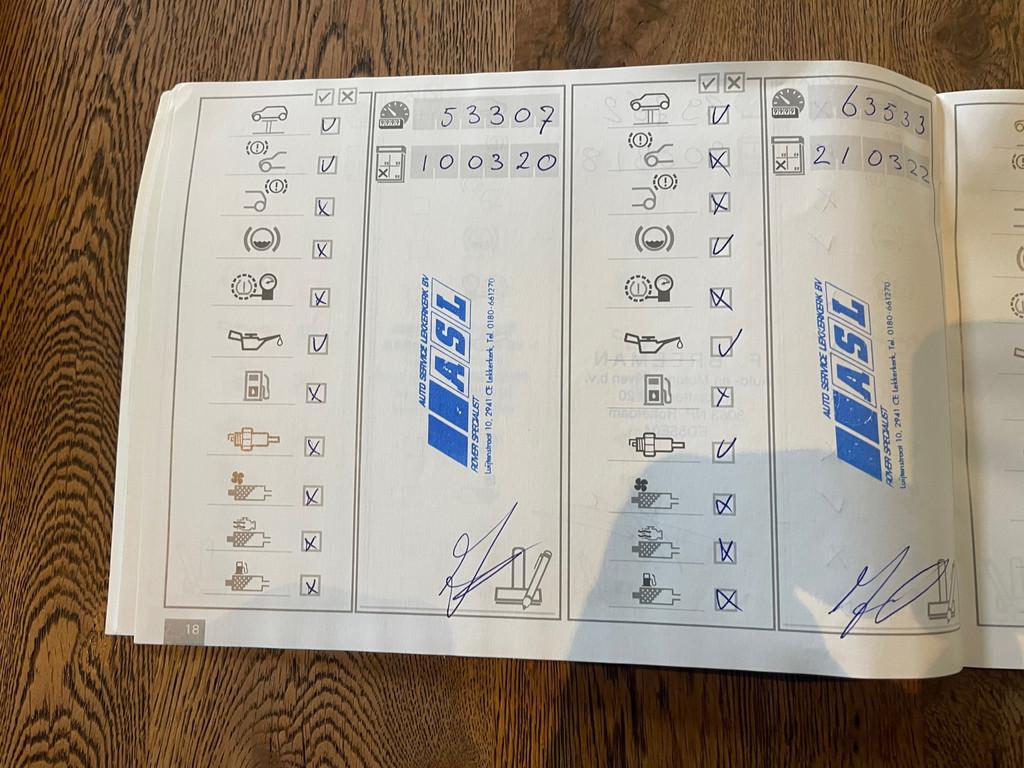 53307
100320
AUTO SERVICE LEKKERKERK BV
ASL
ROVER SPECIALIST
Luijtenstraat 10, 2941 CE Lekkerkerk, Tel. 0180-661270
18
63533
210322
AUTO SERVICE LEKKERKERK BV
ASL
ROVER SPECIALIST
Luijtenstraat 10, 2941 CE Lekkerkerk, Tel. 0180-661270